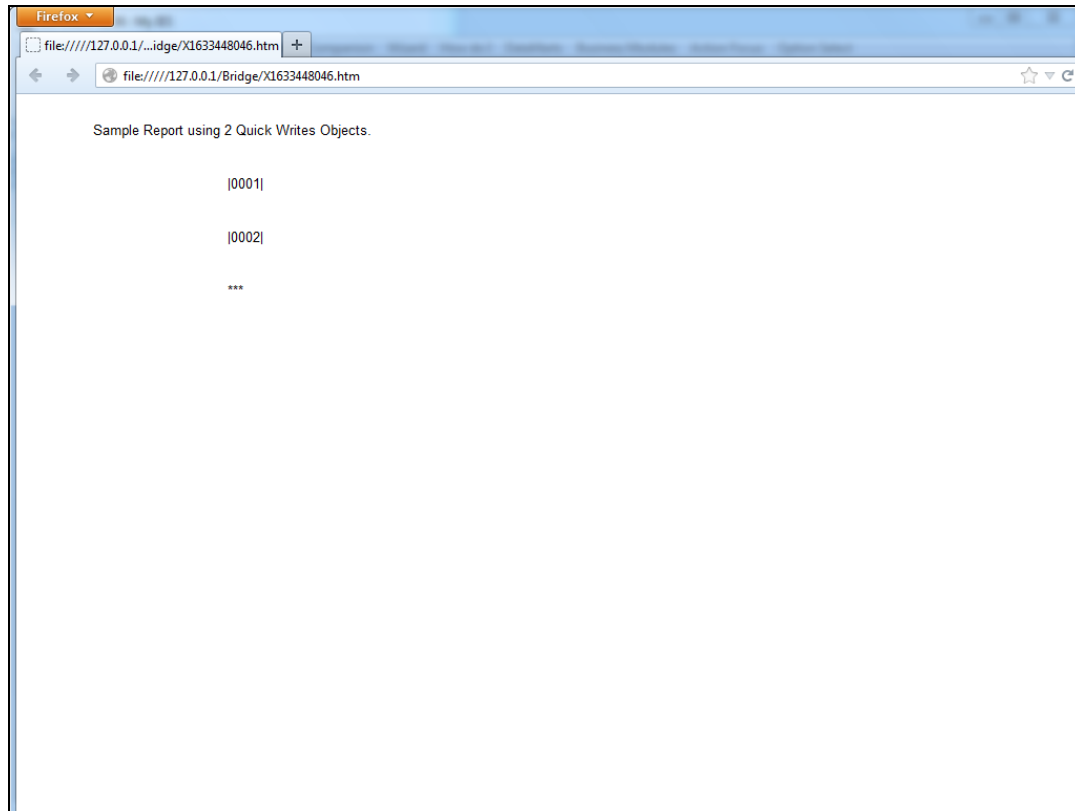 Firefox
file://///127.0.0.1/...idge/X1633448046.htm +
file://///127.0.0.1/Bridge/X1633448046.htm
Sample Report using 2 Quick Writes Objects.
|0001|
|0002|
***